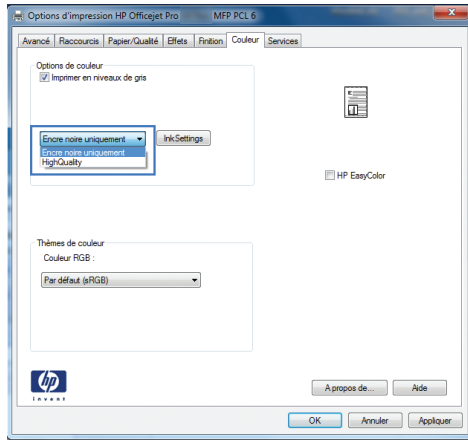 Options d'impression HP Officejet Pro MFP PCL 6
Avancé Raccourcis Papier/Qualité Effets Finition Couleur Services
Options de couleur
Imprimer en niveaux de gris
Encre noire uniquement InkSettings
Encre noire uniquement
HighQuality
HP EasyColor
Thèmes de couleur
Couleur RGB :
Par défaut (sRGB)
hp
invent
A propos de... Aide
OK Annuler Appliquer